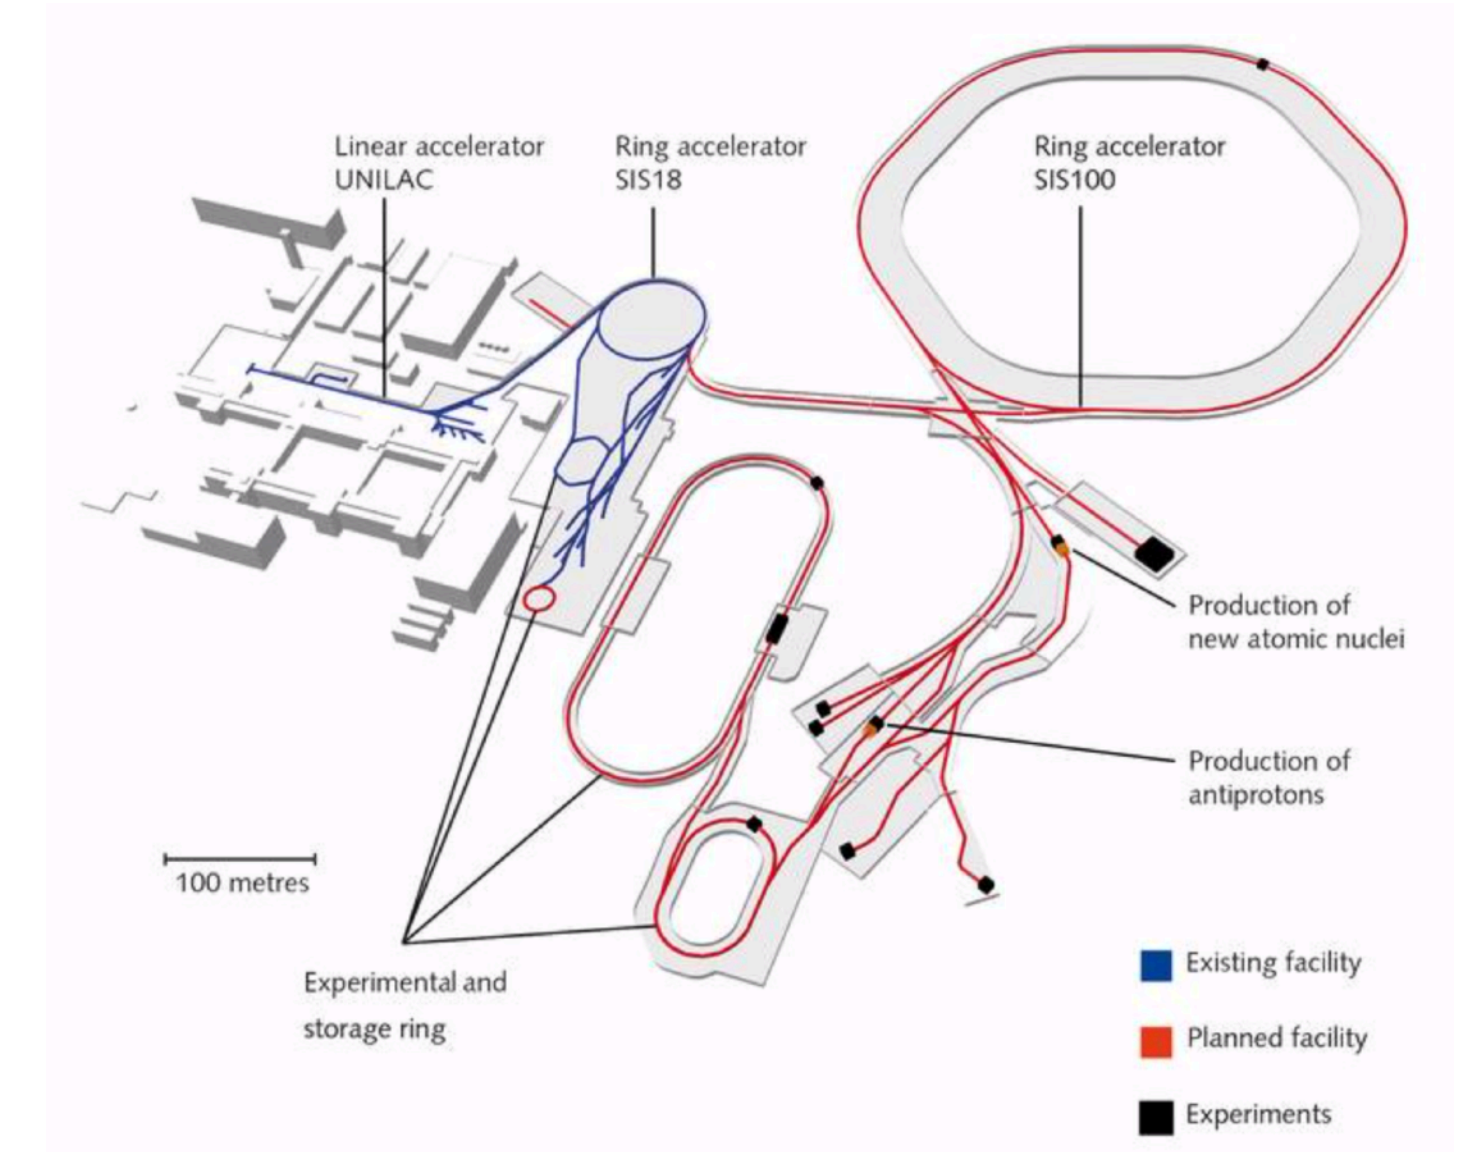 Linear accelerator
UNILAC
Ring accelerator
SIS18
Ring accelerator
SIS100
Production of
new atomic nuclei
Production of
antiprotons
100 metres
Experimental and
storage ring
Existing facility
Planned facility
Experiments